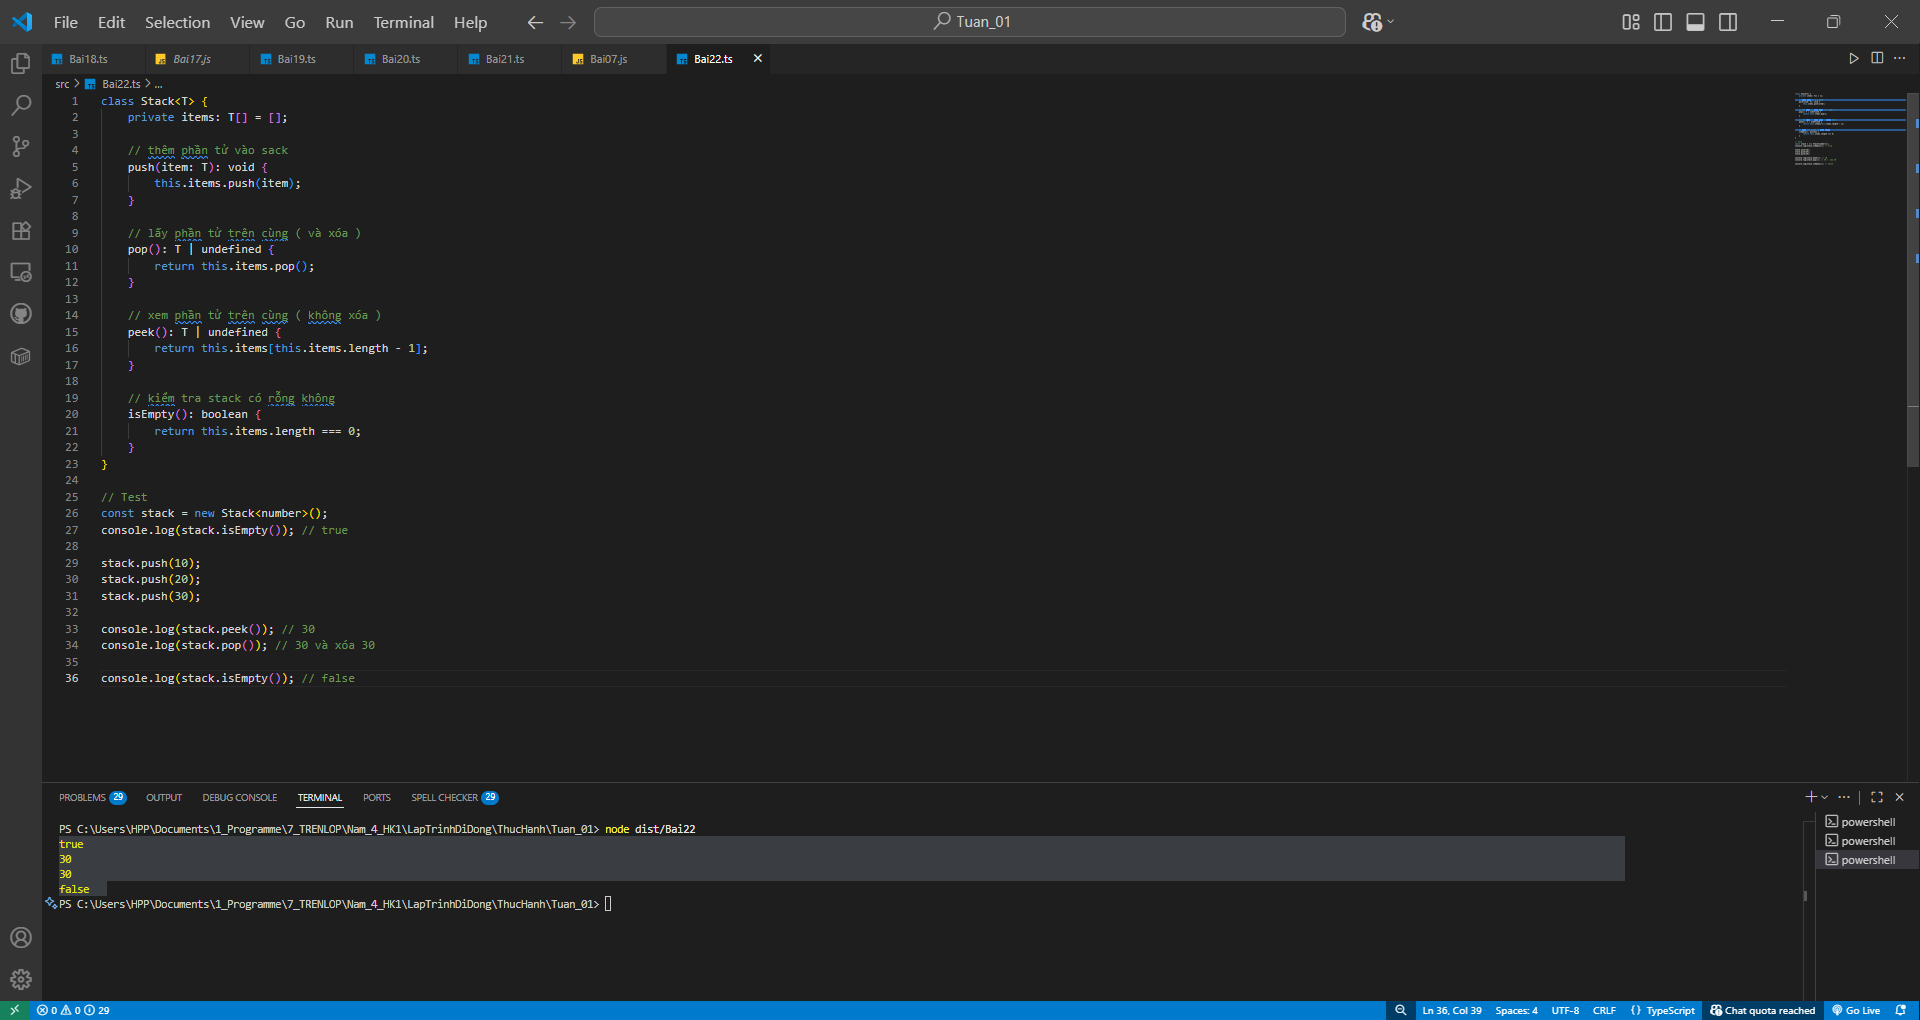 File Edit Selection View Go Run Terminal Help
Tuan_01
Bai18.ts Bai17.js Bai19.ts Bai20.ts Bai21.ts Bai07.js Bai22.ts
src > Bai22.ts > ...
1 class Stack<T> {
2 private items: T[] = [];
3
4 // thêm phần tử vào sack
5 push(item: T): void {
6 this.items.push(item);
7 }
8
9 // lấy phần tử trên cùng ( và xóa )
10 pop(): T | undefined {
11 return this.items.pop();
12 }
13
14 // xem phần tử trên cùng ( không xóa )
15 peek(): T | undefined {
16 return this.items[this.items.length - 1];
17 }
18
19 // kiểm tra stack có rỗng không
20 isEmpty(): boolean {
21 return this.items.length === 0;
22 }
23 }
24
25 // Test
26 const stack = new Stack<number>();
27 console.log(stack.isEmpty()); // true
28
29 stack.push(10);
30 stack.push(20);
31 stack.push(30);
32
33 console.log(stack.peek()); // 30
34 console.log(stack.pop()); // 30 và xóa 30
35
36 console.log(stack.isEmpty()); // false
PROBLEMS 29 OUTPUT DEBUG CONSOLE TERMINAL PORTS SPELL CHECKER 29
PS C:\Users\HPP\Documents\1_Programme\7_TRENLOP\Nam_4_HK1\LapTrinhDiDong\ThucHanh\Tuan_01> node dist/Bai22
true
30
30
false
PS C:\Users\HPP\Documents\1_Programme\7_TRENLOP\Nam_4_HK1\LapTrinhDiDong\ThucHanh\Tuan_01>
powershell
powershell
powershell
0 0 29 Ln 36, Col 39 Spaces: 4 UTF-8 CRLF {} TypeScript Chat quota reached Go Live